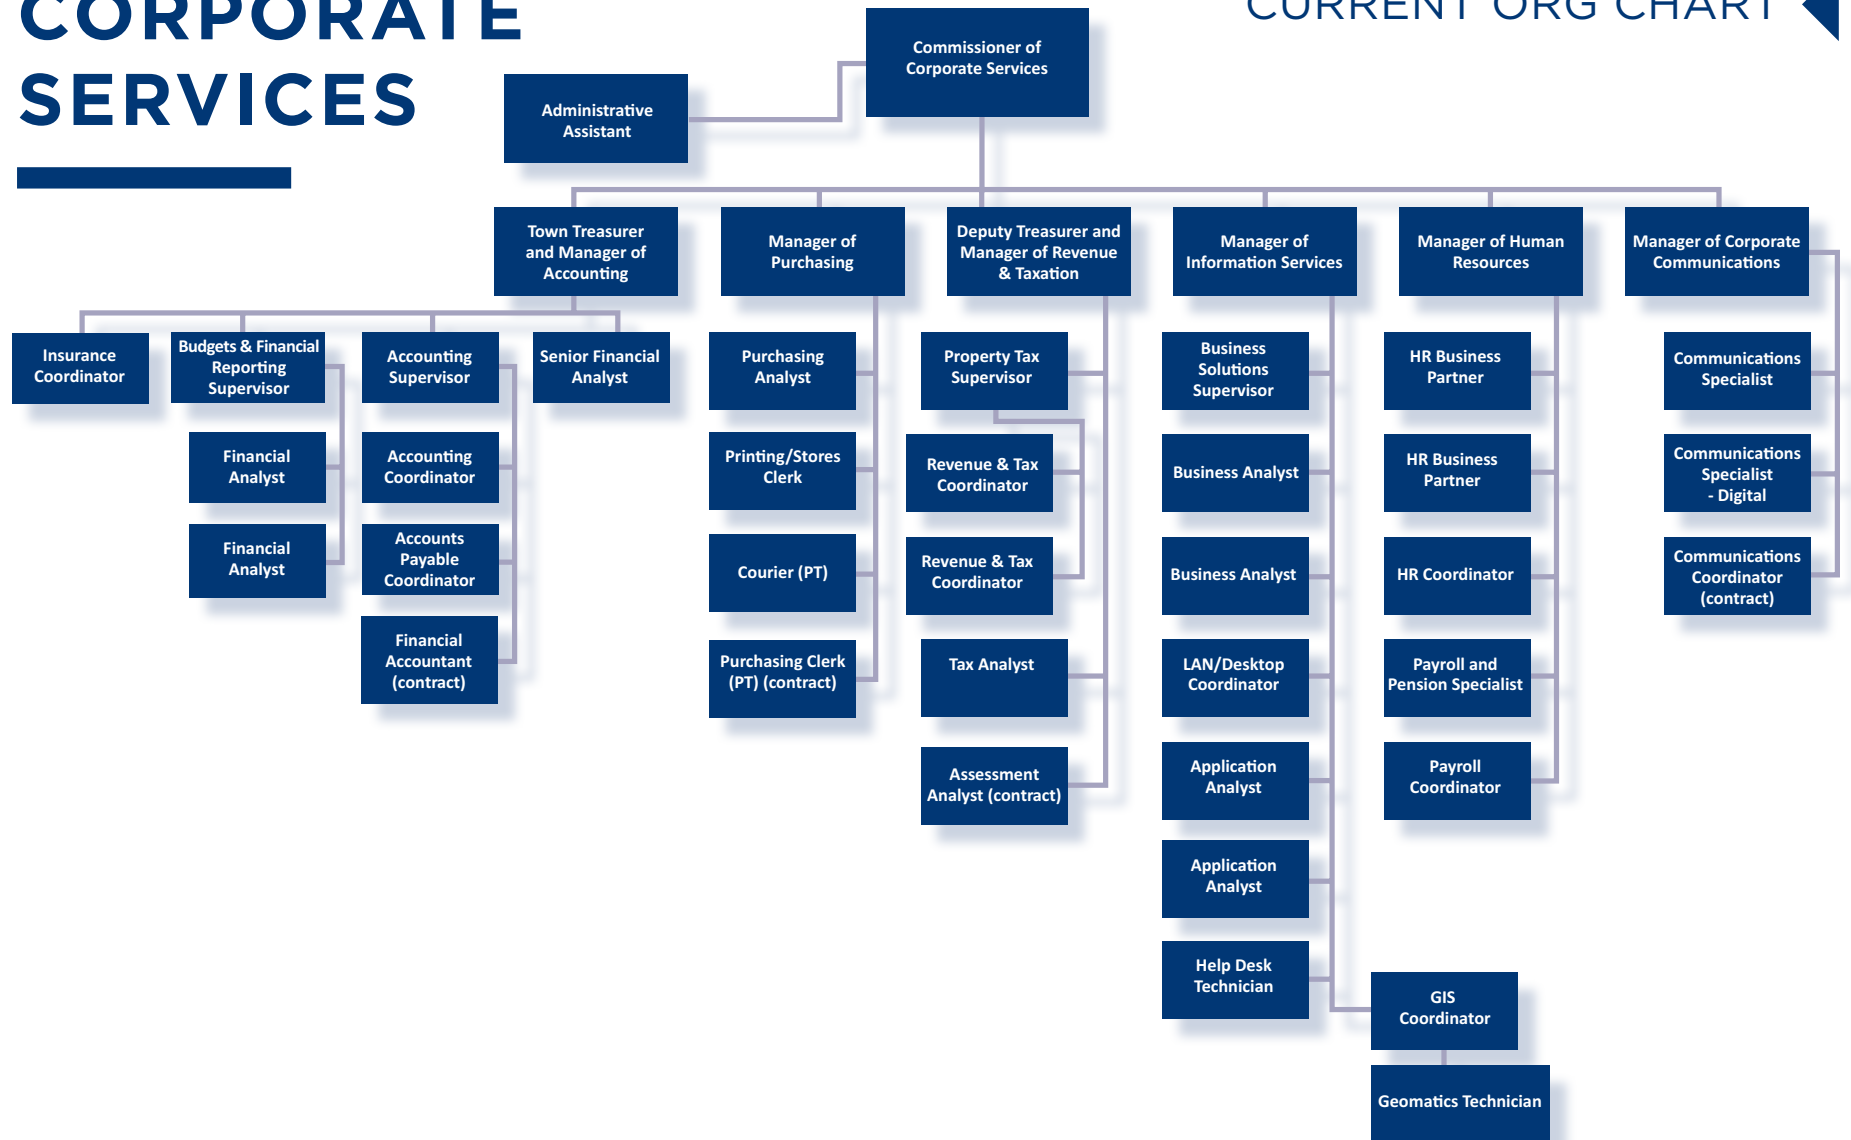 CORPORATE
SERVICES
CURRENT ORG CHART
Commissioner of
Corporate Services
Administrative
Assistant
Town Treasurer
and Manager of
Accounting
Manager of
Purchasing
Deputy Treasurer and
Manager of Revenue
& Taxation
Manager of
Information Services
Manager of Human
Resources
Manager of Corporate
Communications
Insurance
Coordinator
Budgets & Financial
Reporting
Supervisor
Financial
Analyst
Financial
Analyst
Accounting
Supervisor
Accounting
Coordinator
Accounts
Payable
Coordinator
Financial
Accountant
(contract)
Senior Financial
Analyst
Purchasing
Analyst
Printing/Stores
Clerk
Courier (PT)
Purchasing Clerk
(PT) (contract)
Property Tax
Supervisor
Revenue & Tax
Coordinator
Revenue & Tax
Coordinator
Tax Analyst
Assessment
Analyst (contract)
Business
Solutions
Supervisor
Business Analyst
Business Analyst
LAN/Desktop
Coordinator
Application
Analyst
Application
Analyst
Help Desk
Technician
GIS
Coordinator
Geomatics Technician
HR Business
Partner
HR Business
Partner
HR Coordinator
Payroll and
Pension Specialist
Payroll
Coordinator
Communications
Specialist
Communications
Specialist
- Digital
Communications
Coordinator
(contract)